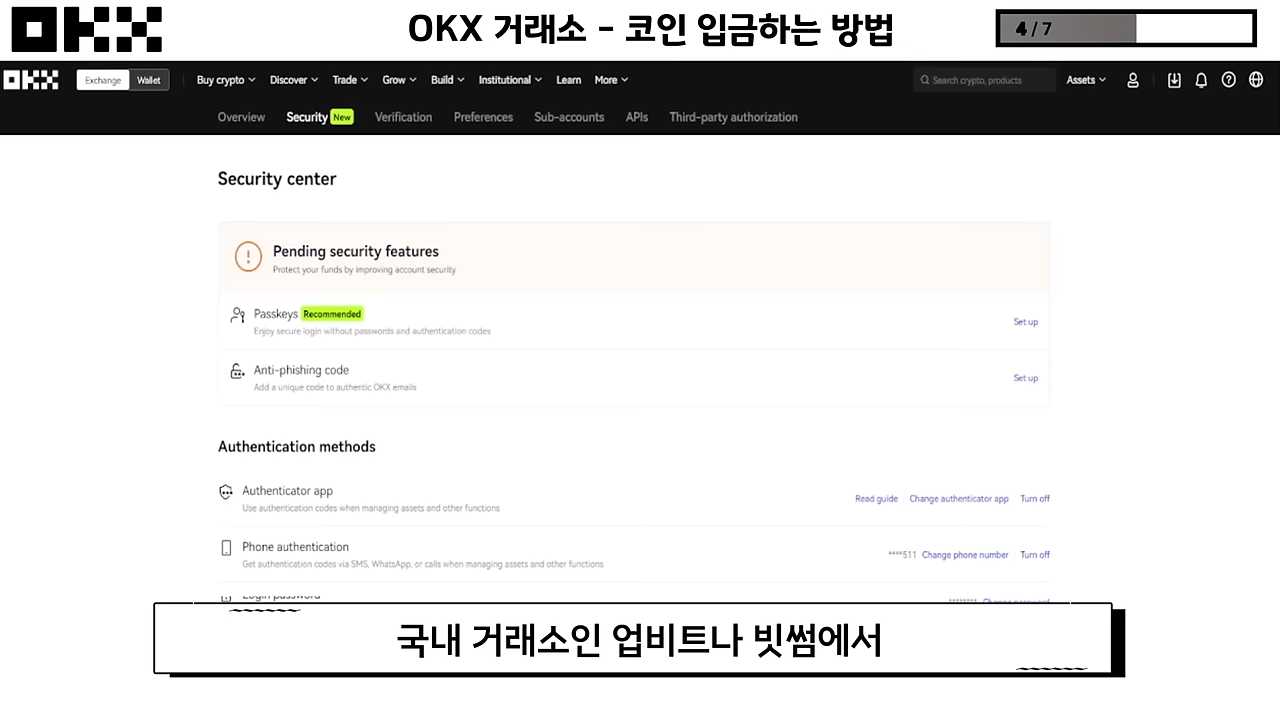 OKX
OKX 거래소 - 코인 입금하는 방법
4 / 7
OKX Exchange Wallet Buy crypto Discover Trade Grow Build Institutional Learn More Search crypto, products Assets
Overview Security New Verification Preferences Sub-accounts APIs Third-party authorization
Security center
Pending security features
Protect your funds by improving account security
Passkeys Recommended
Enjoy secure login without passwords and authentication codes
Set up
Anti-phishing code
Add a unique code to authentic OKX emails
Set up
Authentication methods
Authenticator app
Use authentication codes when managing assets and other functions
Read guide Change authenticator app Turn off
Phone authentication
Get authentication codes via SMS, WhatsApp, or calls when managing assets and other functions
****511 Change phone number Turn off
Login password
******** Change password
국내 거래소인 업비트나 빗썸에서